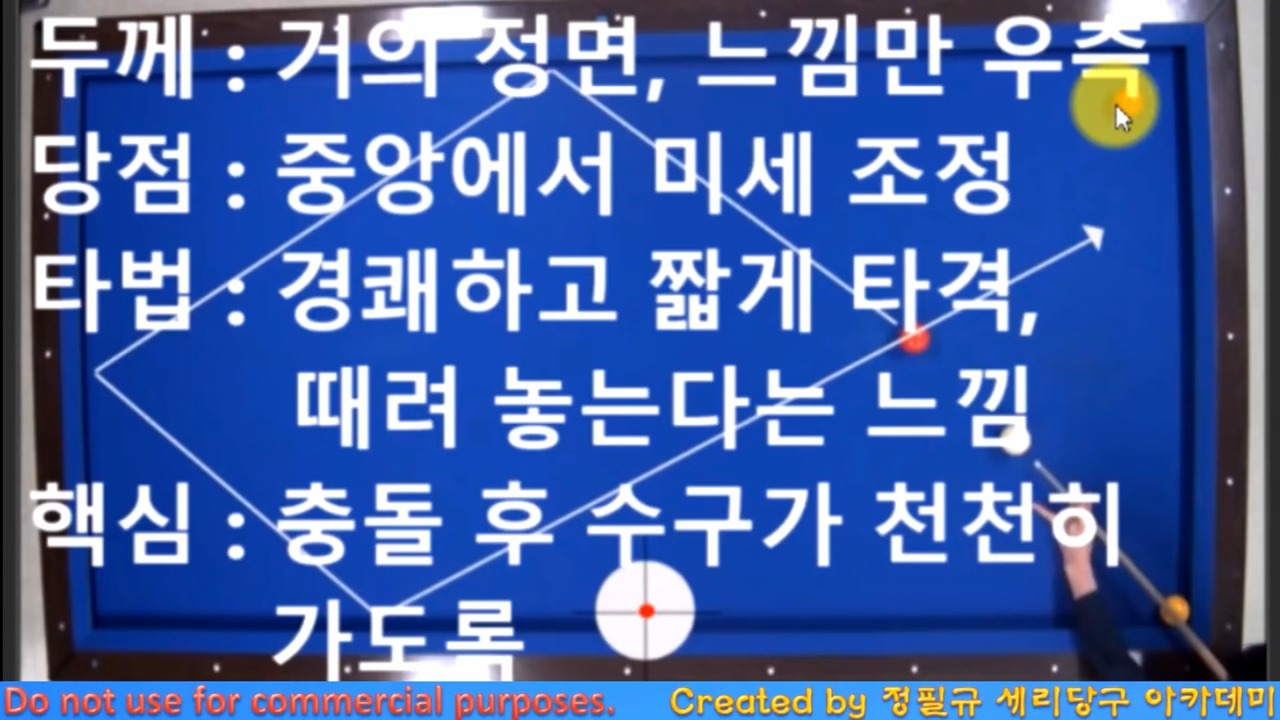 두께 : 거의 정면, 느낌만 우측
당점 : 중앙에서 미세 조정
타법 : 경쾌하고 짧게 타격,
때려 놓는다는 느낌
핵심 : 충돌 후 수구가 천천히
가도록
Do not use for commercial purposes. Created by 정필규 세리당구 아카데미